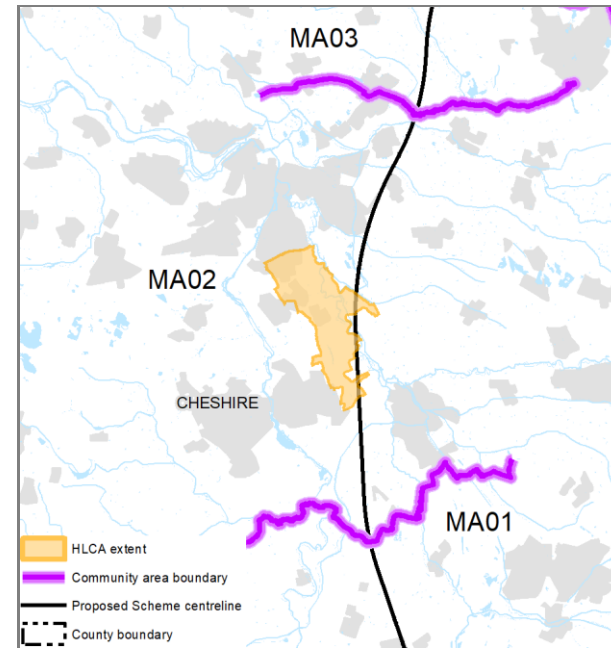 MA03
MA02
CHESHIRE
MA01
HLCA extent
Community area boundary
Proposed Scheme centreline
County boundary